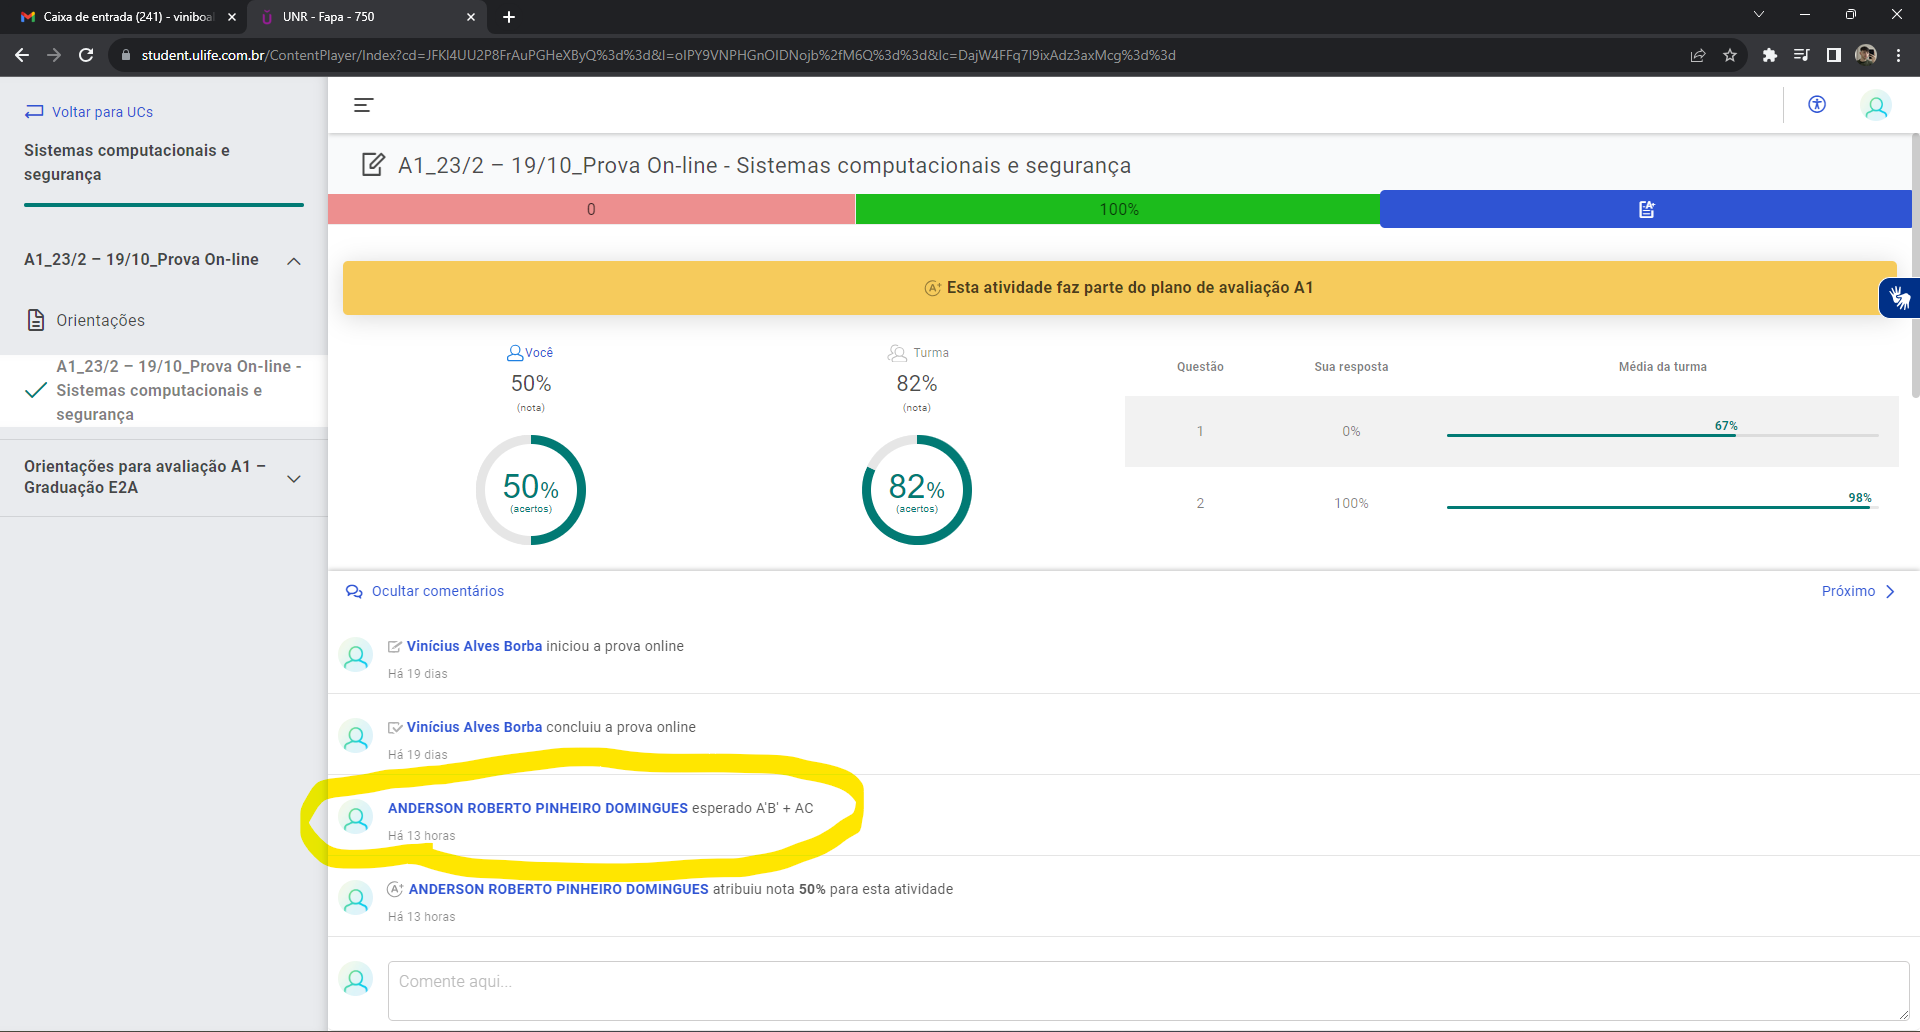 Caixa de entrada (241) - viniboal
UNR - Fapa - 750
student.ulife.com.br/ContentPlayer/Index?cd=JFKl4UU2P8FrAuPGHeXByQ%3d%3d&l=oIPY9VNPHGnOIDNojb%2fM6Q%3d%3d&lc=DajW4FFq7l9ixAdz3axMcg%3d%3d
Voltar para UCs
Sistemas computacionais e
segurança
A1_23/2 – 19/10_Prova On-line
Orientações
A1_23/2 – 19/10_Prova On-line -
Sistemas computacionais e
segurança
Orientações para avaliação A1 –
Graduação E2A
A1_23/2 – 19/10_Prova On-line - Sistemas computacionais e segurança
0
100%
Esta atividade faz parte do plano de avaliação A1
Você
50%
(nota)
50%
(acertos)
Turma
82%
(nota)
82%
(acertos)
Questão Sua resposta Média da turma
1 0% 67%
2 100% 98%
Ocultar comentários
Próximo
Vinícius Alves Borba iniciou a prova online
Há 19 dias
Vinícius Alves Borba concluiu a prova online
Há 19 dias
ANDERSON ROBERTO PINHEIRO DOMINGUES esperado A'B' + AC
Há 13 horas
ANDERSON ROBERTO PINHEIRO DOMINGUES atribuiu nota 50% para esta atividade
Há 13 horas
Comente aqui...